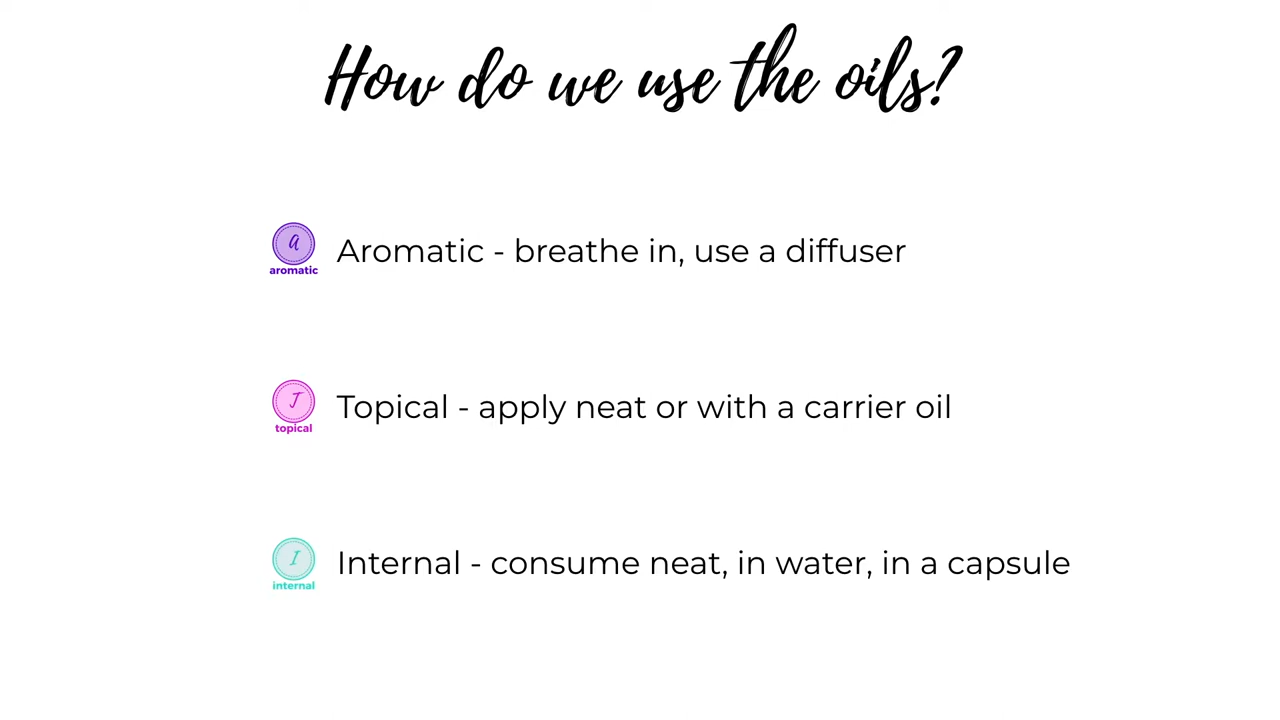 How do we use the oils?
a
aromatic
Aromatic - breathe in, use a diffuser
T
topical
Topical - apply neat or with a carrier oil
I
internal
Internal - consume neat, in water, in a capsule